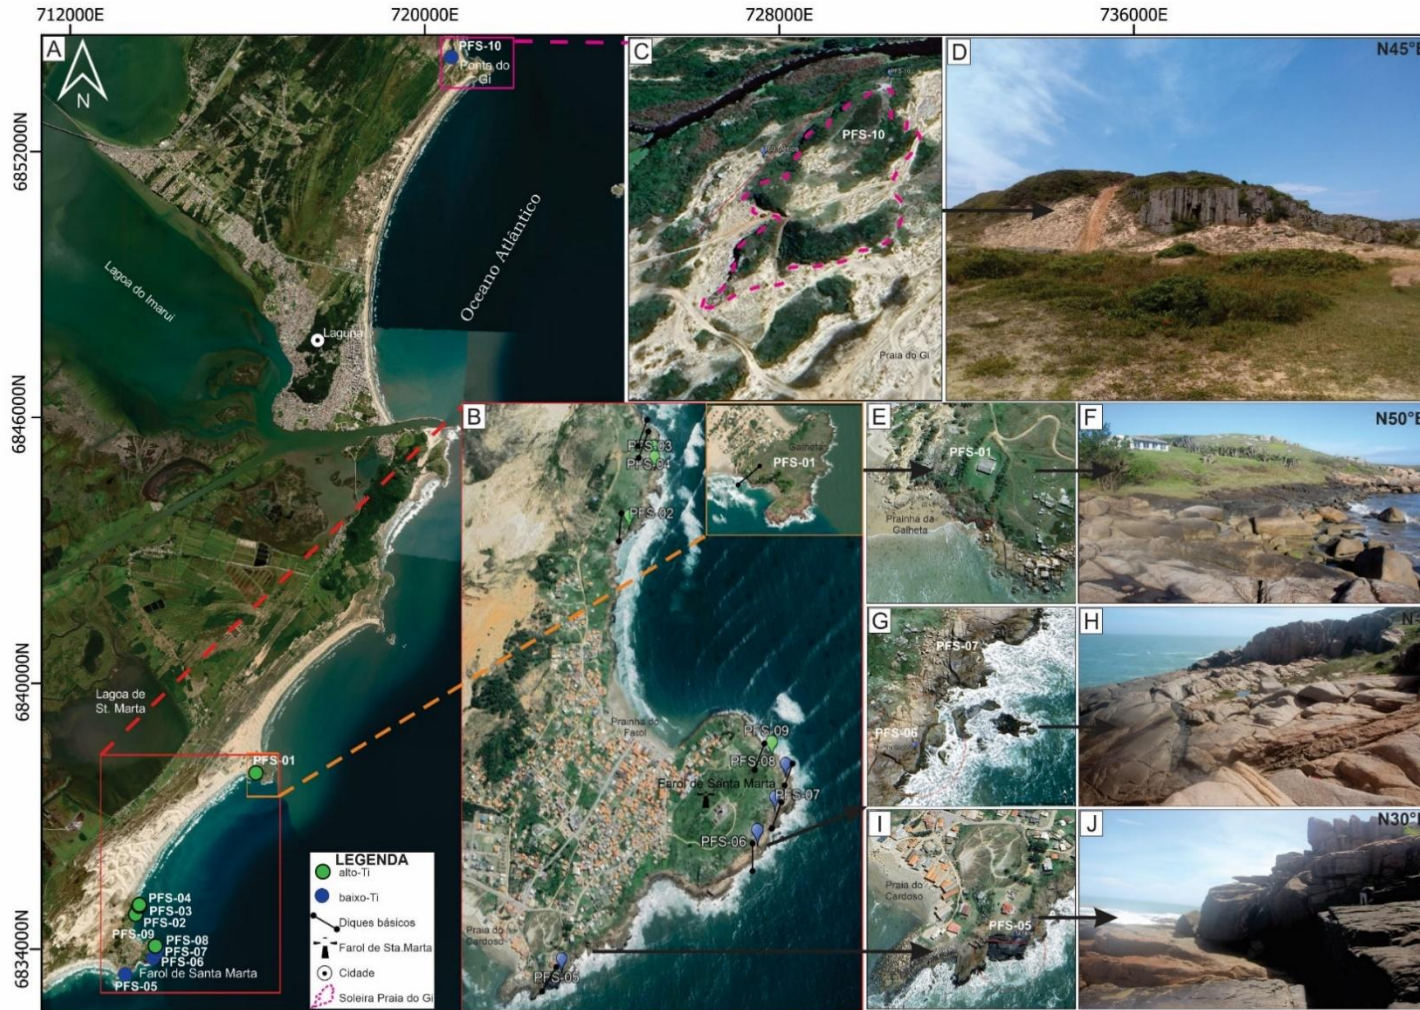 712000E
720000E
728000E
736000E
6852000N
6846000N
6840000N
68340000N
A
N
PFS-10
Ponta do
Gi
Oceano Atlântico
Lagoa do Imarui
Laguna
Lagoa de
St. Marta
PFS-01
PFS-04
PFS-03
PFS-02
PFS-09
PFS-08
PFS-07
PFS-06
Farol de Santa Marta
PFS-05
LEGENDA
alto-Ti
baixo-Ti
Diques básicos
Farol de Sta.Marta
Cidade
Soleira Praia do Gi
B
PFS-03
PFS-04
PFS-02
PFS-01
Prainha do
Farol
PFS-09
PFS-08
Farol de Santa Marta
PFS-07
PFS-06
Praia do
Cardoso
PFS-05
C
PFS-10
PFS-10
Praia do Gi
D
N45°E
E
PFS-01
Prainha da
Galheta
F
N50°E
G
PFS-07
PFS-06
H
I
Praia do
Cardoso
PFS-05
J